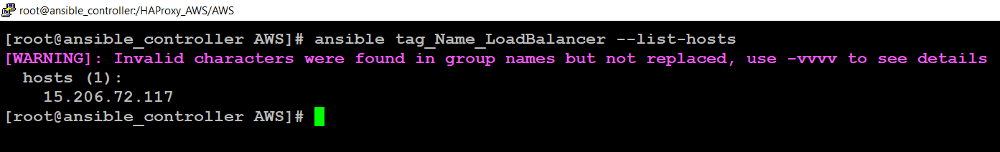 root@ansible_controller:/HAProxy_AWS/AWS
[root@ansible_controller AWS]# ansible tag_Name_LoadBalancer --list-hosts
[WARNING]: Invalid characters were found in group names but not replaced, use -vvvv to see details
  hosts (1):
    15.206.72.117
[root@ansible_controller AWS]#